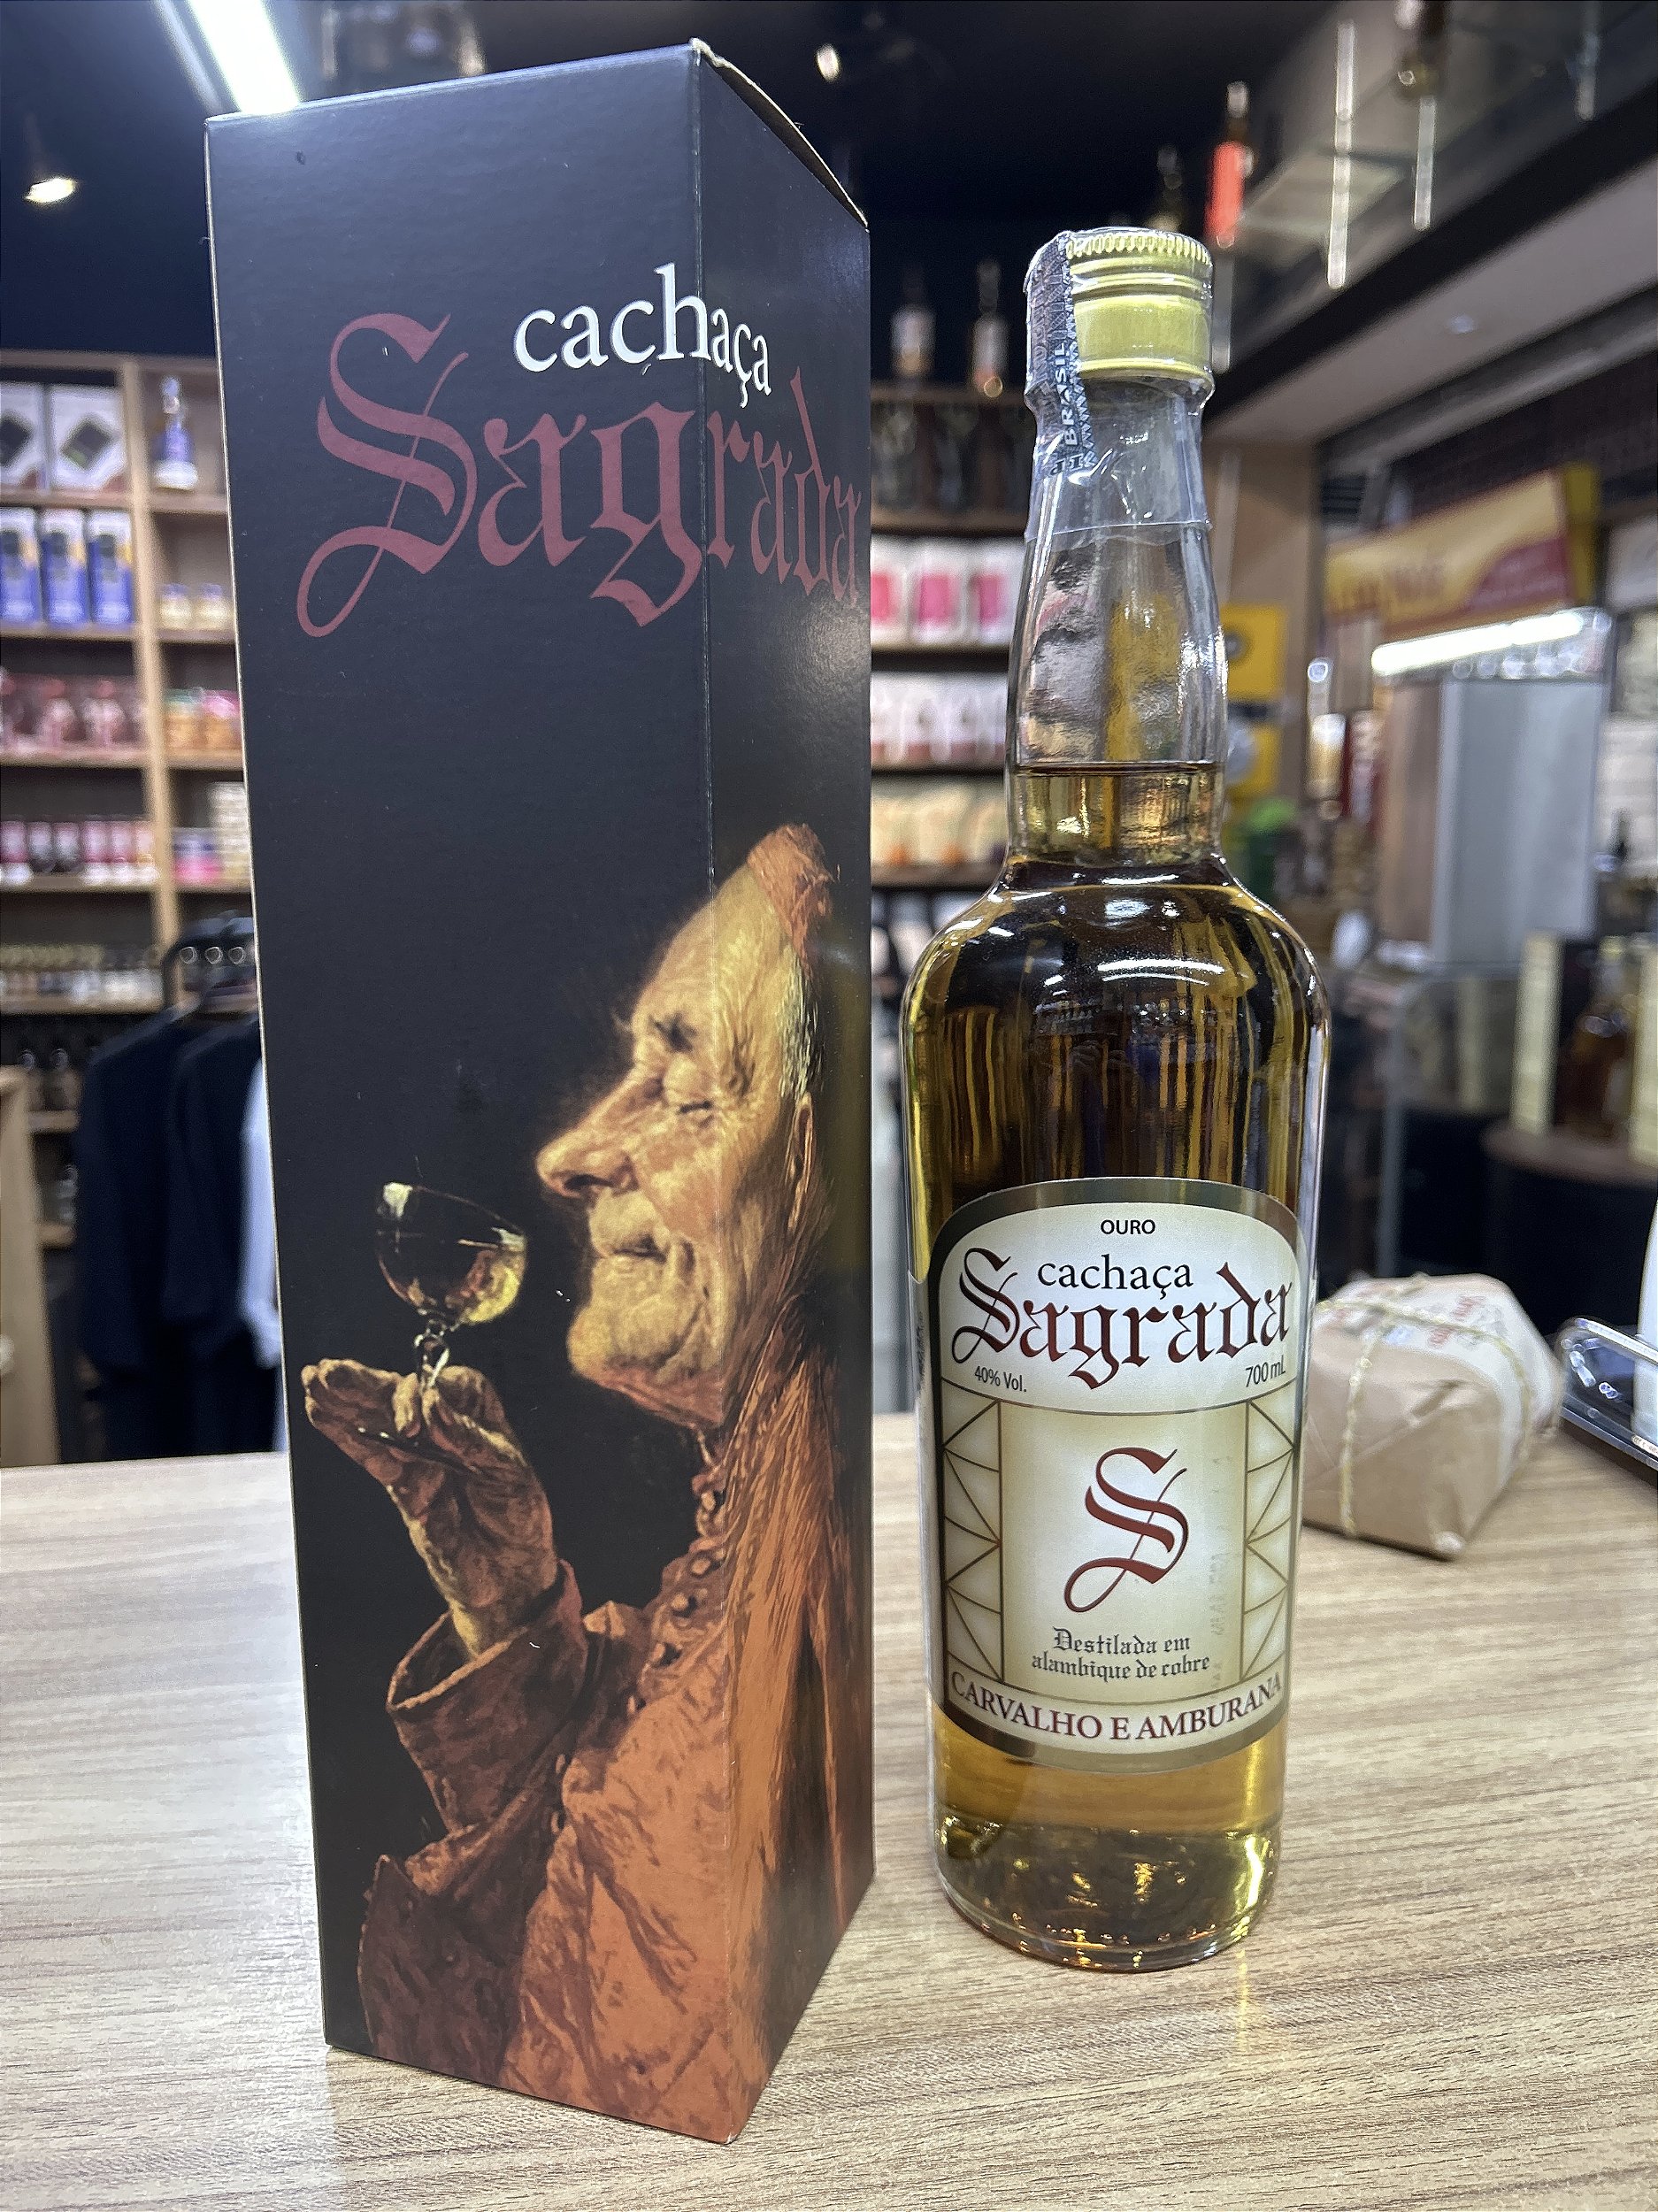 cachaça
Sagrada
BRASIL
OURO
cachaça
Sagrada
40% Vol.
700 mL
S
Destilada em
alambique de cobre
CARVALHO E AMBURANA